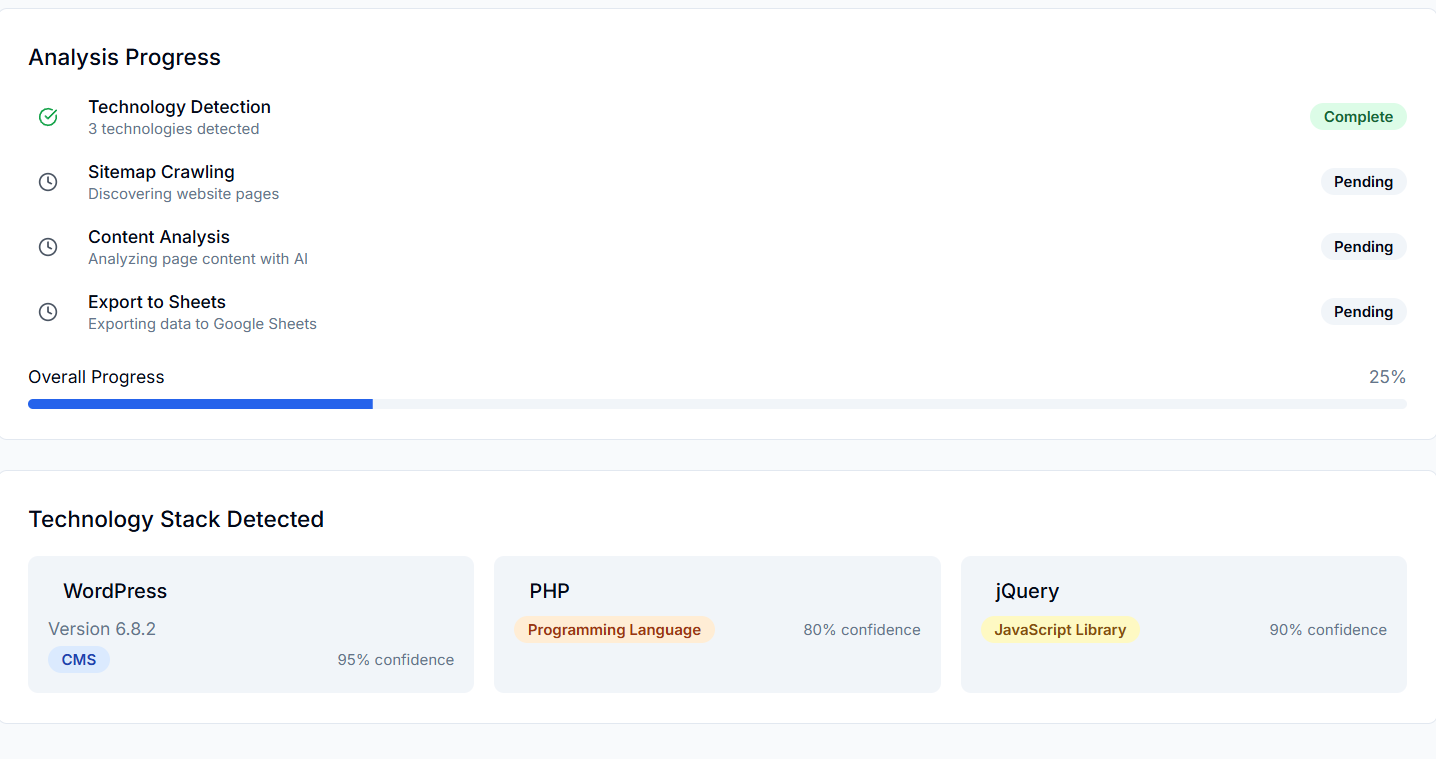 Analysis Progress
Technology Detection
3 technologies detected
Complete
Sitemap Crawling
Discovering website pages
Pending
Content Analysis
Analyzing page content with AI
Pending
Export to Sheets
Exporting data to Google Sheets
Pending
Overall Progress
25%
Technology Stack Detected
WordPress
Version 6.8.2
CMS
95% confidence
PHP
Programming Language
80% confidence
jQuery
JavaScript Library
90% confidence